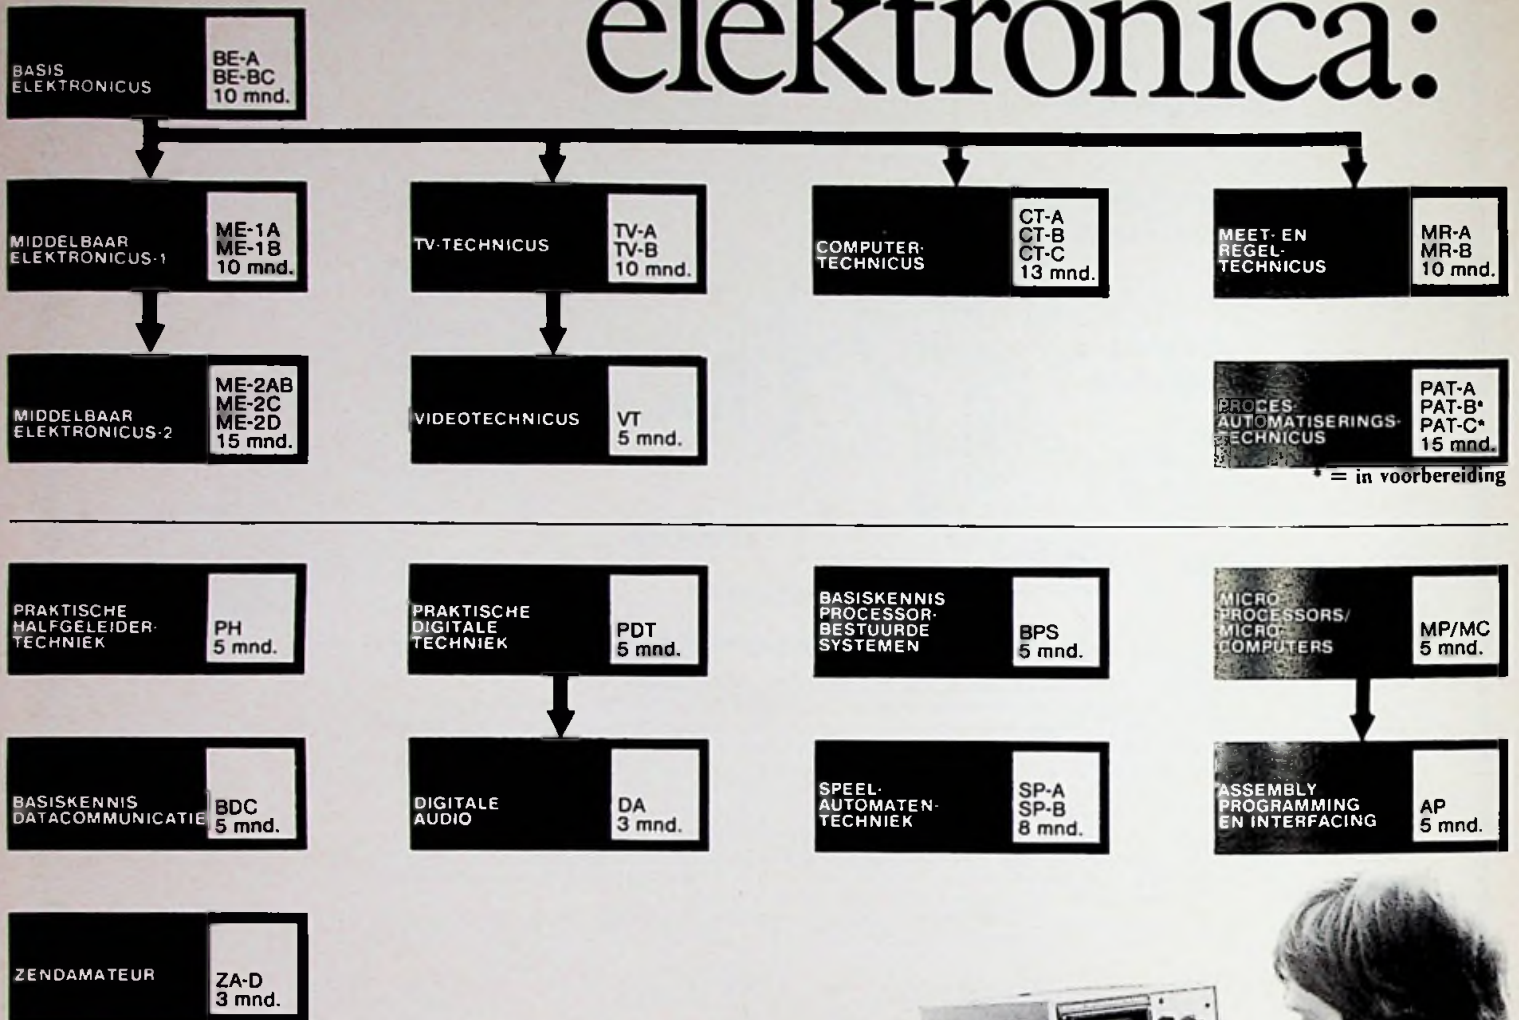 elektronica:
BASIS
ELEKTRONICUS
BE-A
BE-BC
10 mnd.
MIDDELBAAR
ELEKTRONICUS-1
ME-1A
ME-1B
10 mnd.
TV-TECHNICUS
TV-A
TV-B
10 mnd.
COMPUTER-
TECHNICUS
CT-A
CT-B
CT-C
13 mnd.
MEET- EN
REGEL-
TECHNICUS
MR-A
MR-B
10 mnd.
MIDDELBAAR
ELEKTRONICUS-2
ME-2AB
ME-2C
ME-2D
15 mnd.
VIDEOTECHNICUS
VT
5 mnd.
PROCES-
AUTOMATISERINGS-
TECHNICUS
PAT-A
PAT-B*
PAT-C*
15 mnd.
* = in voorbereiding
PRAKTISCHE
HALFGELEIDER-
TECHNIEK
PH
5 mnd.
PRAKTISCHE
DIGITALE
TECHNIEK
PDT
5 mnd.
BASISKENNIS
PROCESSOR-
BESTUURDE
SYSTEMEN
BPS
5 mnd.
MICRO
PROCESSORS/
MICRO
COMPUTERS
MP/MC
5 mnd.
BASISKENNIS
DATACOMMUNICATIE
BDC
5 mnd.
DIGITALE
AUDIO
DA
3 mnd.
SPEEL-
AUTOMATEN-
TECHNIEK
SP-A
SP-B
8 mnd.
ASSEMBLY
PROGRAMMING
EN INTERFACING
AP
5 mnd.
ZENDAMATEUR
ZA-D
3 mnd.